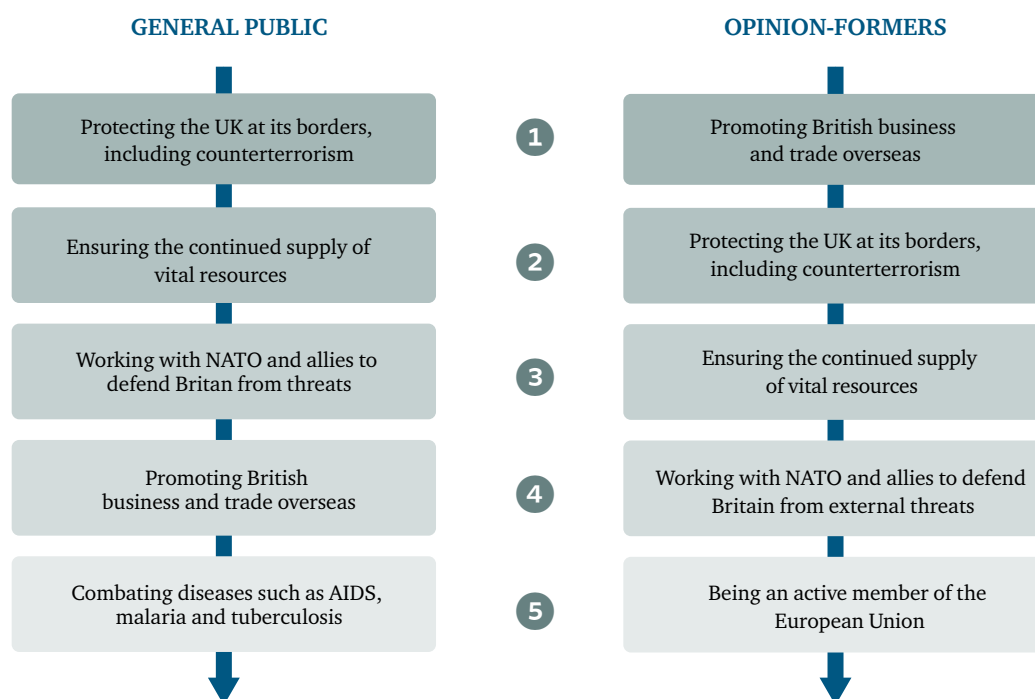 GENERAL PUBLIC
OPINION-FORMERS
Protecting the UK at its borders,
including counterterrorism
1
Promoting British business
and trade overseas
Ensuring the continued supply of
vital resources
2
Protecting the UK at its borders,
including counterterrorism
Working with NATO and allies to
defend Britan from threats
3
Ensuring the continued supply
of vital resources
Promoting British
business and trade overseas
4
Working with NATO and allies to defend
Britain from external threats
Combating diseases such as AIDS,
malaria and tuberculosis
5
Being an active member of the
European Union